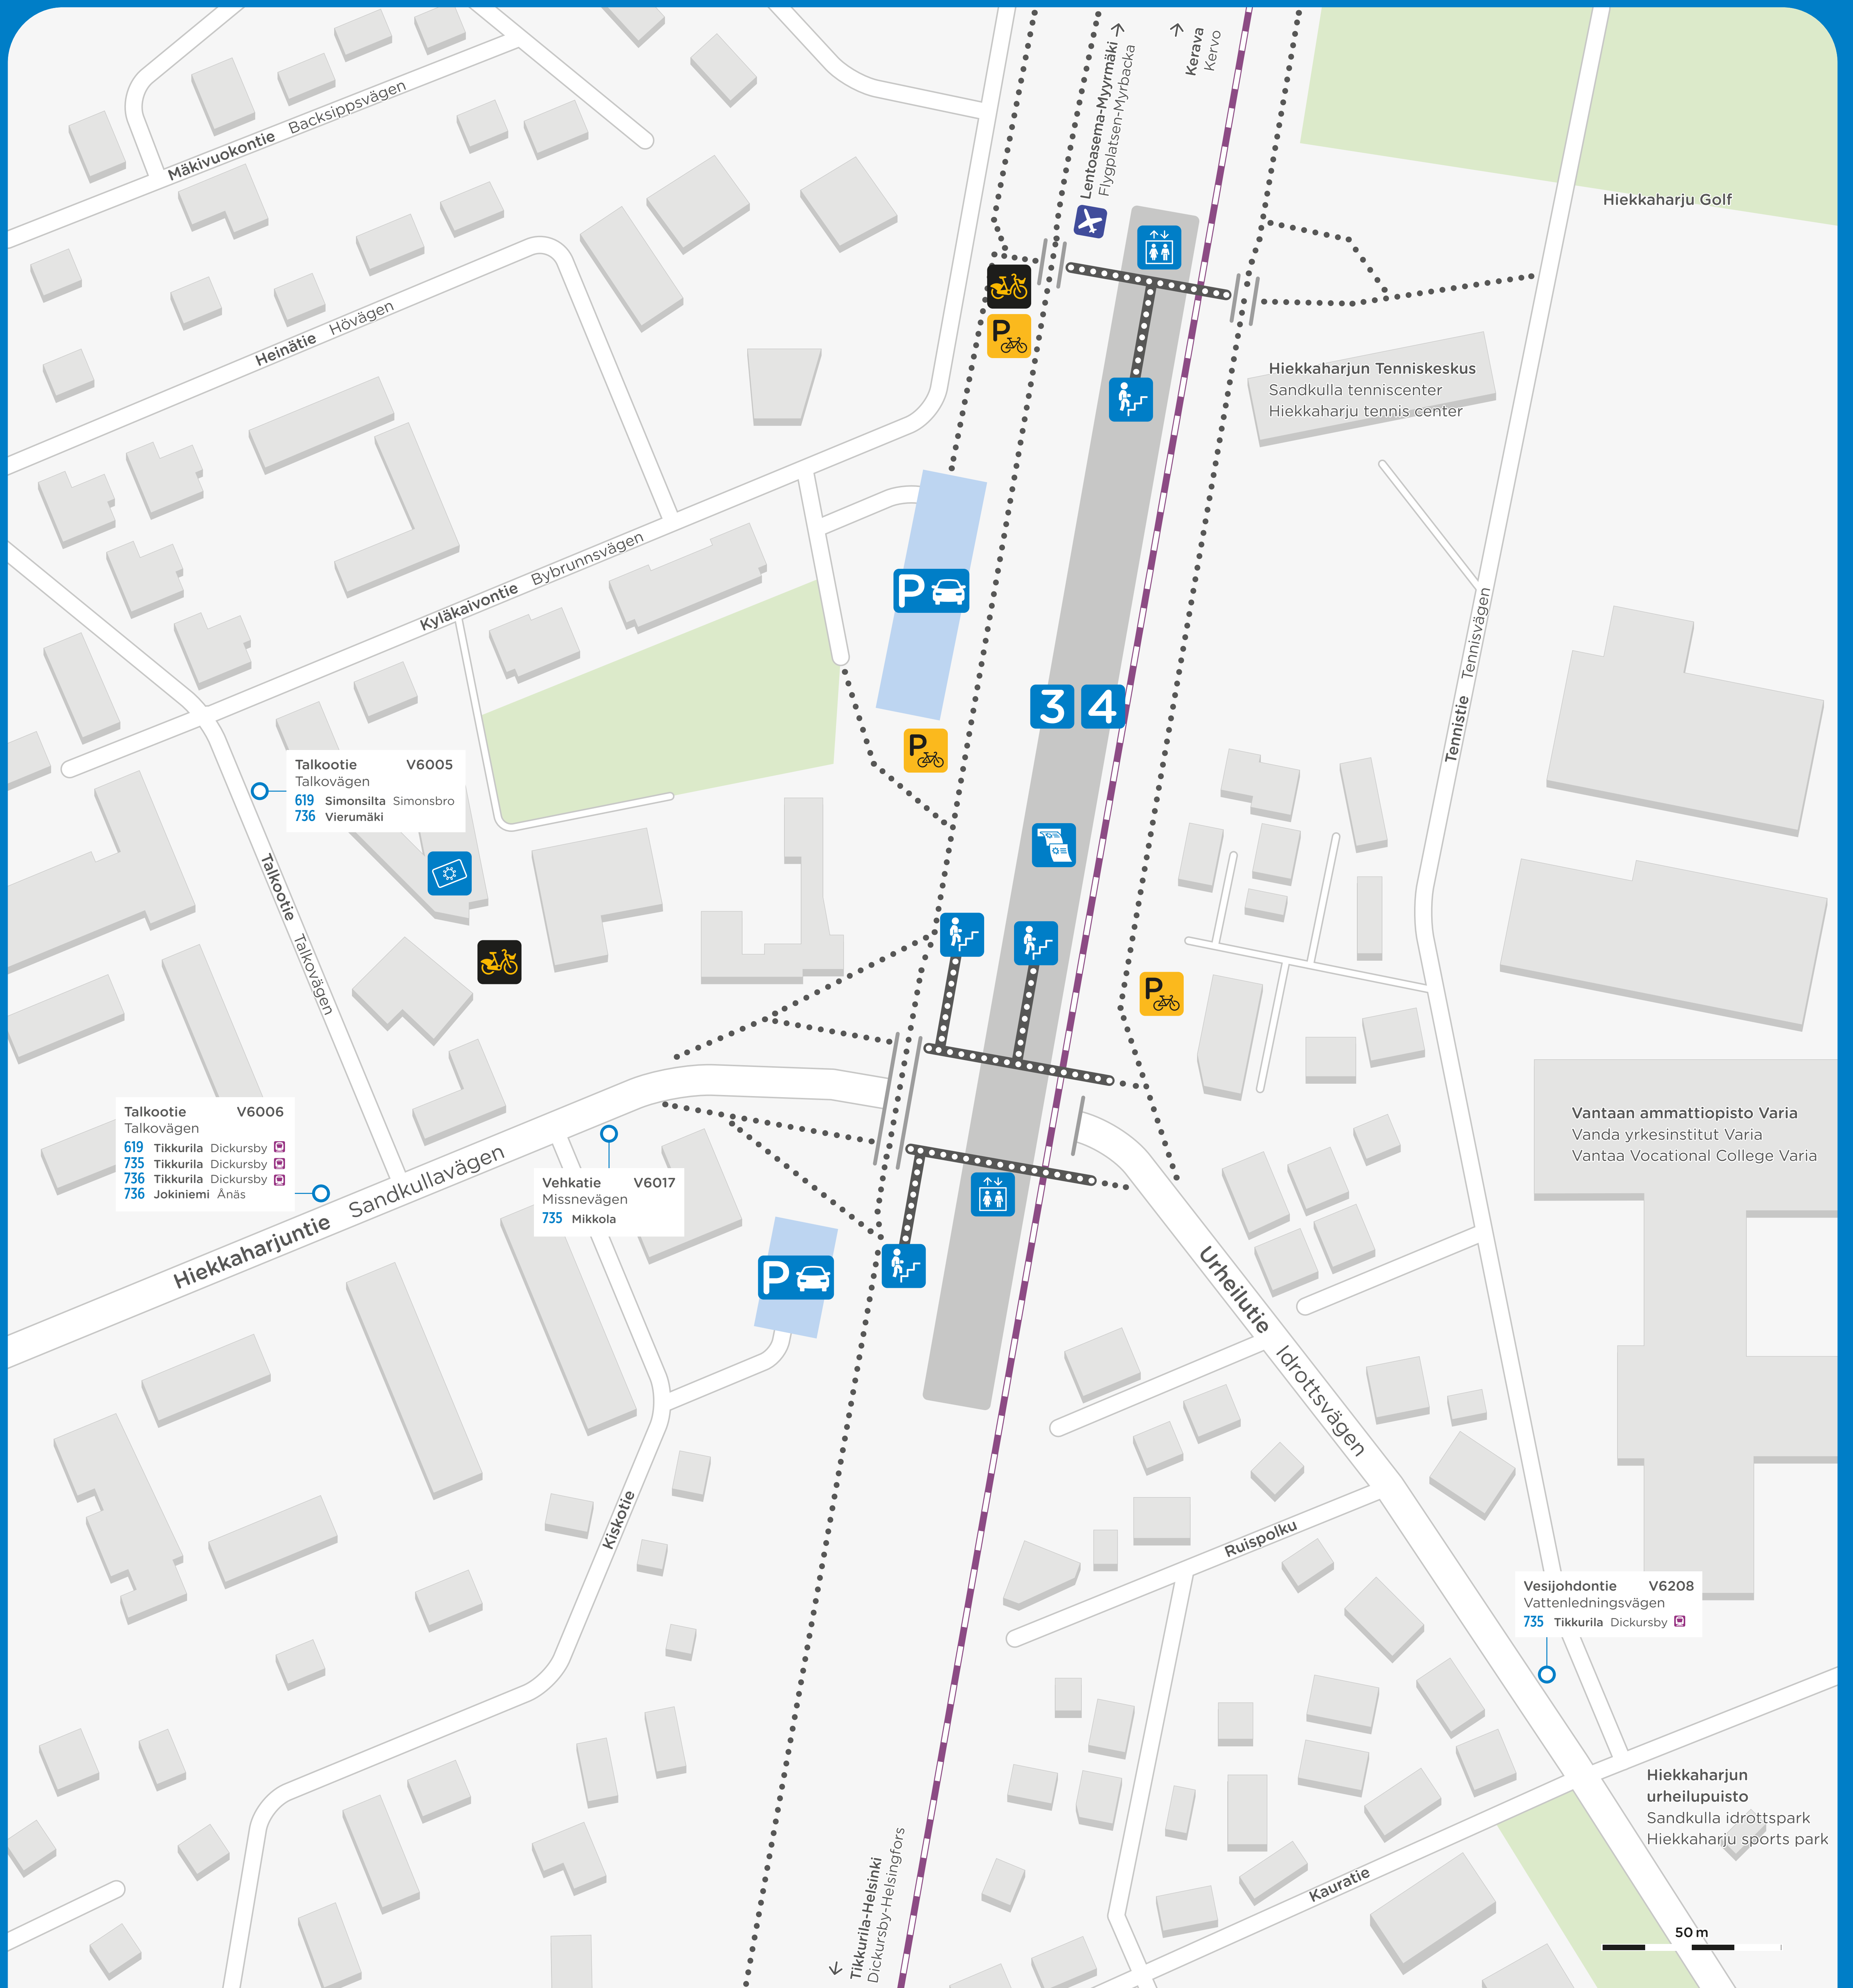 Lentoasema-Myyrmäki
Flygplatsen-Myrbacka
Kerava
Kervo
Mäkivuokontie Backsippsvägen
Hiekkaharju Golf
Heinätie Hövägen
P
Hiekkaharjun Tenniskeskus
Sandkulla tenniscenter
Hiekkaharju tennis center
Kyläkaivontie Bybrunnsvägen
P
Tennistie Tennisvägen
3 4
P
Talkootie V6005
Talkovägen
619 Simonsilta Simonsbro
736 Vierumäki
Talkootie Talkovägen
P
Talkootie V6006
Talkovägen
619 Tikkurila Dickursby
735 Tikkurila Dickursby
736 Tikkurila Dickursby
736 Jokiniemi Ånäs
Vantaan ammattiopisto Varia
Vanda yrkesinstitut Varia
Vantaa Vocational College Varia
Hiekkaharjuntie Sandkullavägen
Vehkatie V6017
Missnevägen
735 Mikkola
P
Urheilutie Idrottsvägen
Kiskotie
Ruispolku
Vesijohdontie V6208
Vattenledningsvägen
735 Tikkurila Dickursby
Hiekkaharjun
urheilupuisto
Sandkulla idrottspark
Hiekkaharju sports park
Tikkurila-Helsinki
Dickursby-Helsingfors
Kauratie
50 m